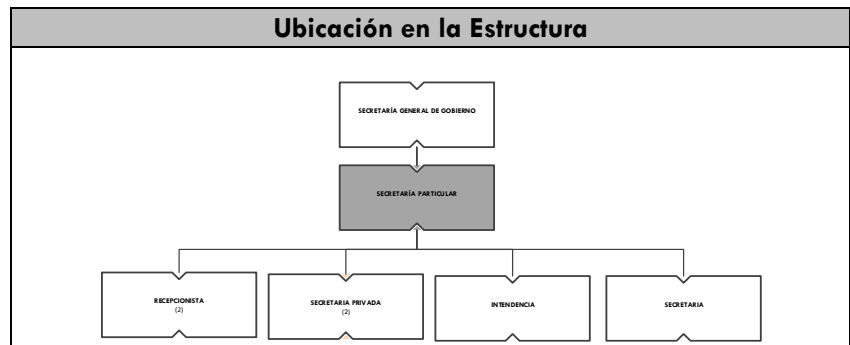 Ubicación en la Estructura
SECRETARÍA GENERAL DE GOBIERNO
SECRETARÍA PARTICULAR
RECEPCIONISTA
(2)
SECRETARIA PRIVADA
(2)
INTENDENCIA
SECRETARIA